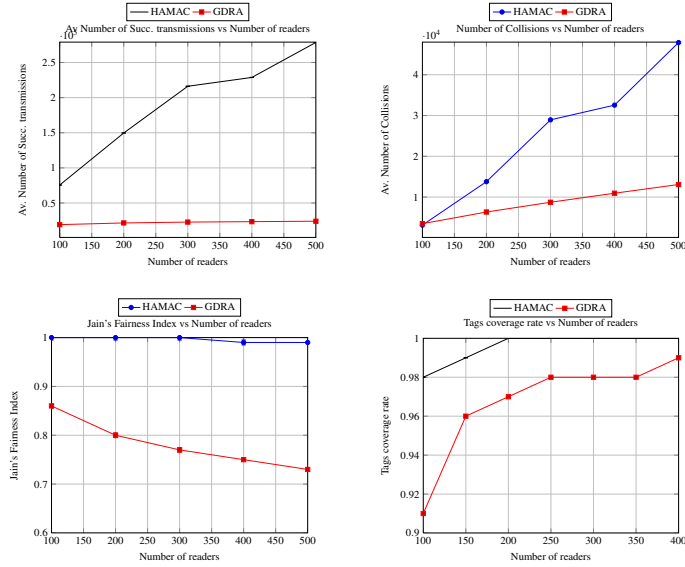 HAMAC GDRA
Av Number of Succ. transmissions vs Number of readers
2.5
1.5
0.5
Av. Number of Succ. transmissions
100 150 200 250 300 350 400 450 500
Number of readers
HAMAC GDRA
Number of Collisions vs Number of readers
·10^4
4
3
2
1
Av. Number of Collisions
100 150 200 250 300 350 400 450 500
Number of readers
HAMAC GDRA
Jain's Fairness Index vs Number of readers
1
0.9
0.8
0.7
0.6
Jain's Fairness Index
100 150 200 250 300 350 400 450 500
Number of readers
HAMAC GDRA
Tags coverage rate vs Number of readers
1
0.98
0.96
0.94
0.92
0.9
Tags coverage rate
100 150 200 250 300 350 400
Number of readers